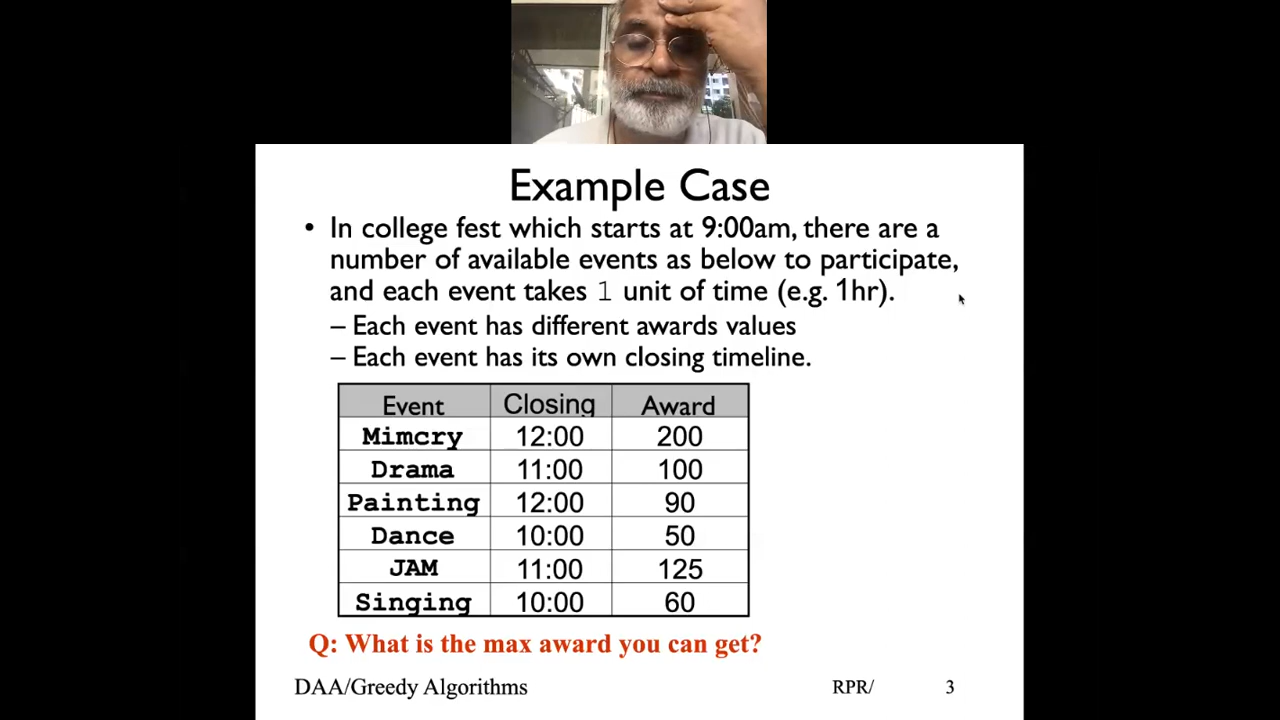 Example Case
• In college fest which starts at 9:00am, there are a
number of available events as below to participate,
and each event takes 1 unit of time (e.g. 1hr).
– Each event has different awards values
– Each event has its own closing timeline.
Event Closing Award
Mimcry 12:00 200
Drama 11:00 100
Painting 12:00 90
Dance 10:00 50
JAM 11:00 125
Singing 10:00 60
Q: What is the max award you can get?
DAA/Greedy Algorithms RPR/ 3